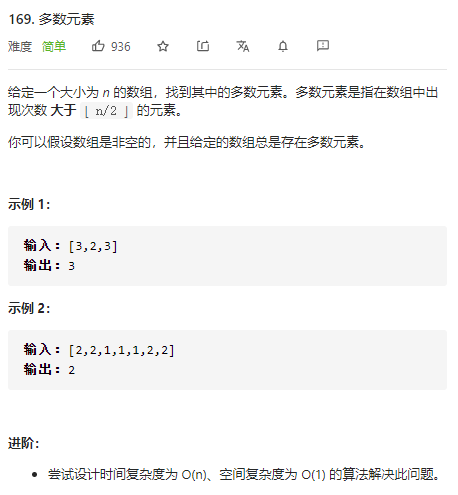 169. 多数元素
难度 简单 936
给定一个大小为 n 的数组，找到其中的多数元素。多数元素是指在数组中出
现次数 大于 ⌊ n/2 ⌋ 的元素。
你可以假设数组是非空的，并且给定的数组总是存在多数元素。
示例 1：
输入：[3,2,3]
输出：3
示例 2：
输入：[2,2,1,1,1,2,2]
输出：2
进阶：
• 尝试设计时间复杂度为 O(n)、空间复杂度为 O(1) 的算法解决此问题。